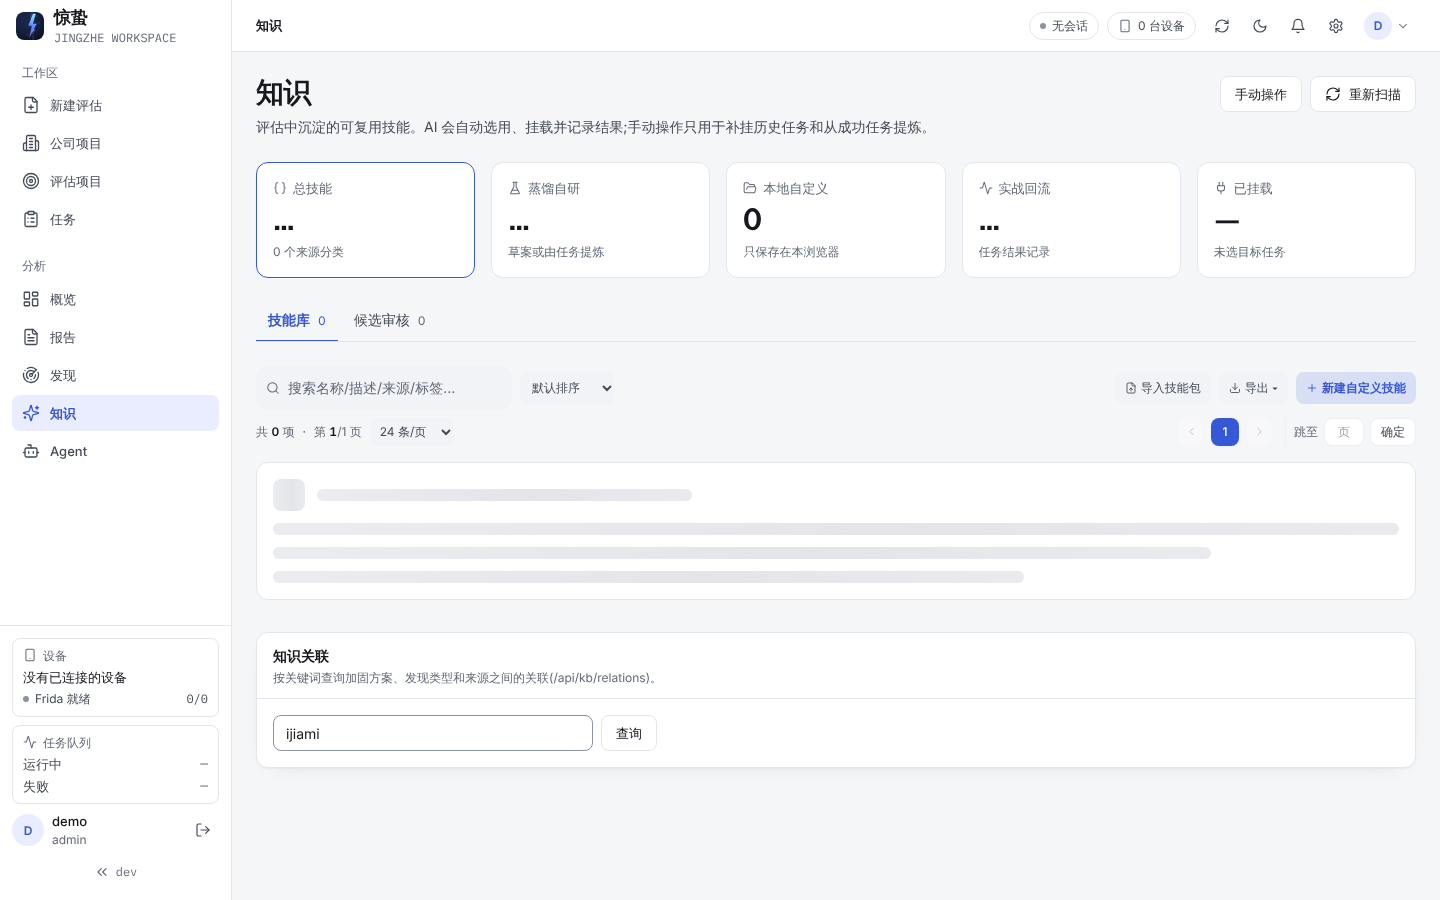 惊蛰
JINGZHE WORKSPACE
工作区
新建评估
公司项目
评估项目
任务
分析
概览
报告
发现
知识
Agent
设备
没有已连接的设备
Frida 就绪 0/0
任务队列
运行中 —
失败 —
D demo
admin
dev
知识
无会话
0 台设备
D
知识
评估中沉淀的可复用技能。AI 会自动选用、挂载并记录结果;手动操作只用于补挂历史任务和从成功任务提炼。
手动操作
重新扫描
总技能
...
0 个来源分类
蒸馏自研
...
草案或由任务提炼
本地自定义
0
只保存在本浏览器
实战回流
...
任务结果记录
已挂载
—
未选目标任务
技能库 0
候选审核 0
搜索名称/描述/来源/标签...
默认排序
导入技能包
导出
新建自定义技能
共 0 项 · 第 1/1 页
24 条/页
1
跳至
页
确定
知识关联
按关键词查询加固方案、发现类型和来源之间的关联(/api/kb/relations)。
ijiami
查询